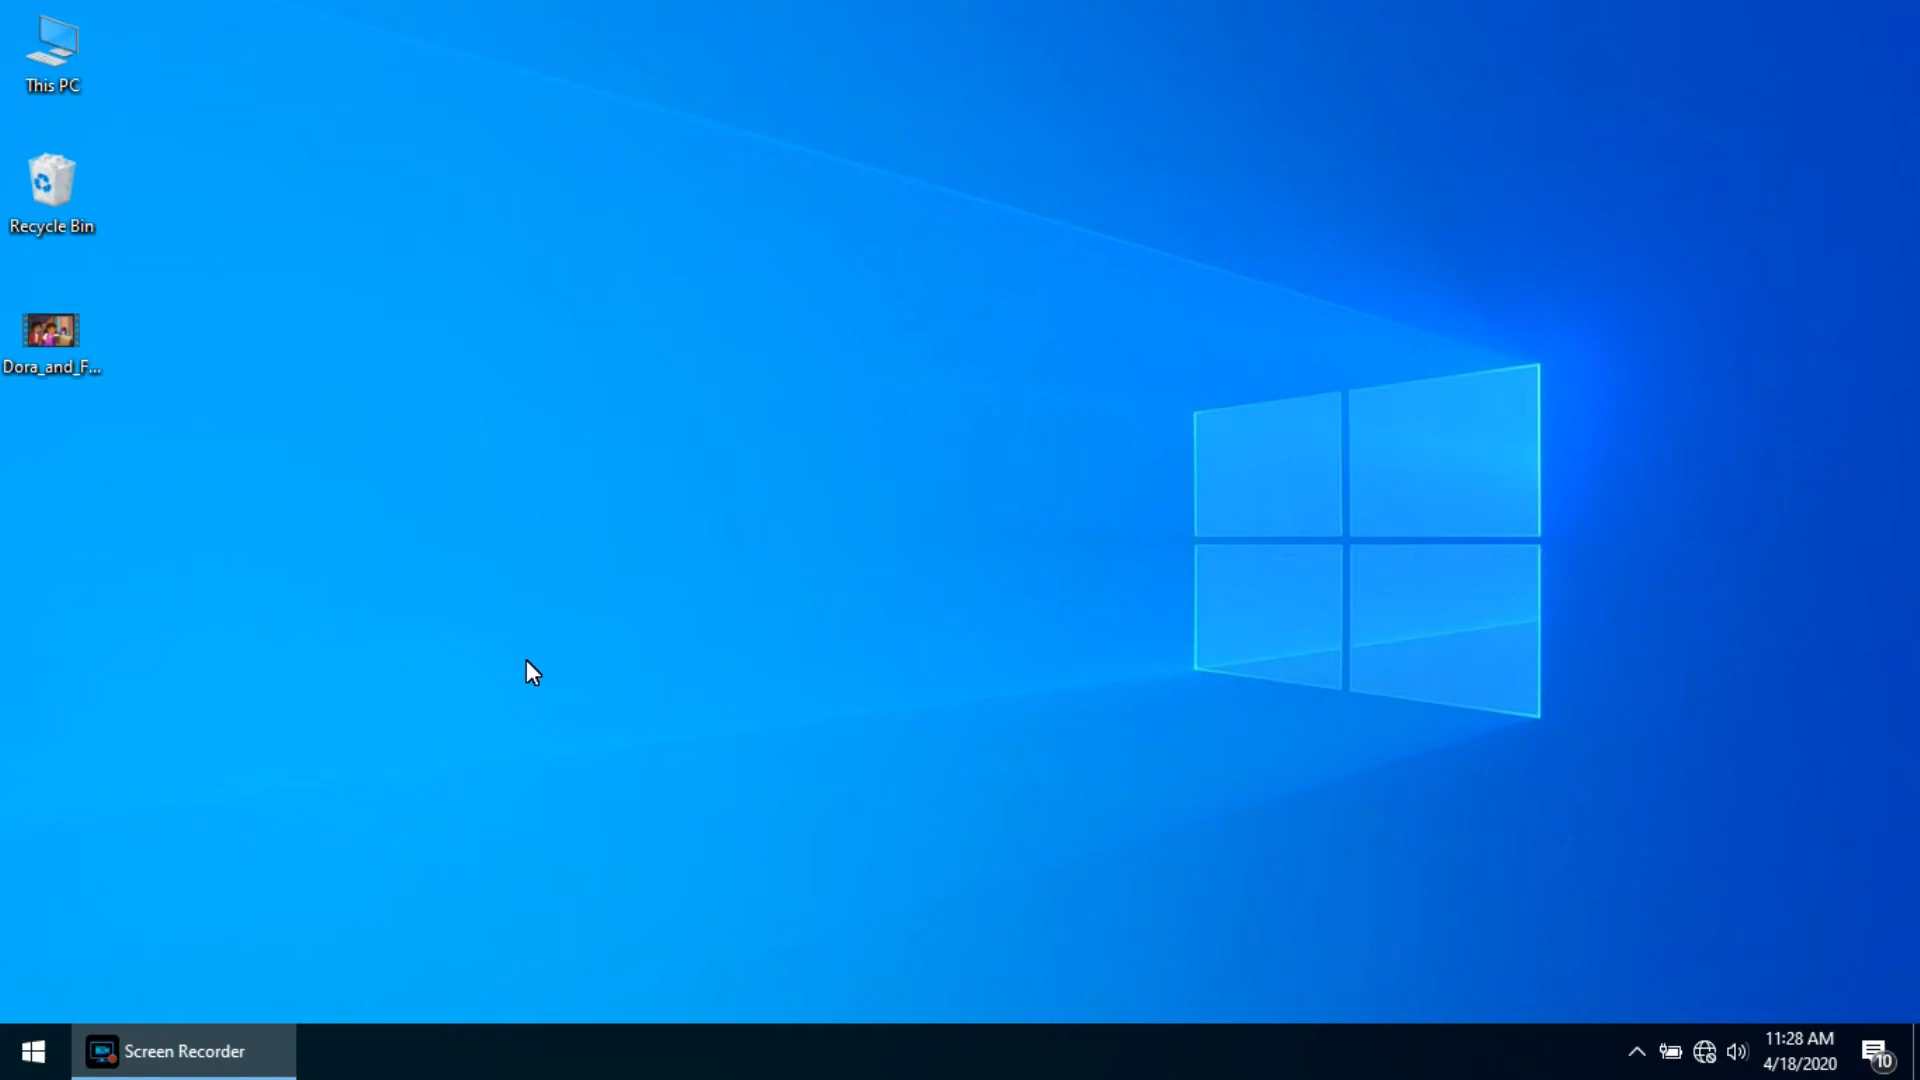 This PC
Recycle Bin
Dora_and_F...
Screen Recorder
11:28 AM
4/18/2020
10